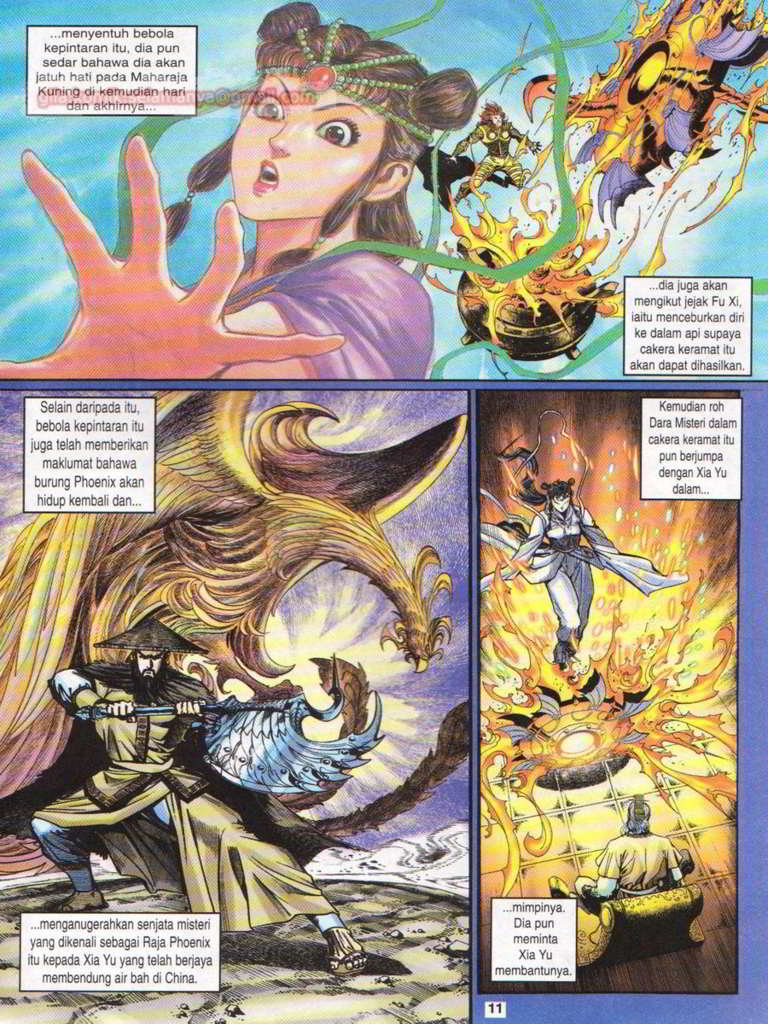 ...menyentuh bebola
kepintaran itu, dia pun
sedar bahawa dia akan
jatuh hati pada Maharaja
Kuning di kemudian hari
dan akhirnya...
...dia juga akan
mengikut jejak Fu Xi,
iaitu menceburkan diri
ke dalam api supaya
cakera keramat itu
akan dapat dihasilkan.
Selain daripada itu,
bebola kepintaran itu
juga telah memberikan
maklumat bahawa
burung Phoenix akan
hidup kembali dan...
...menganugerahkan senjata misteri
yang dikenali sebagai Raja Phoenix
itu kepada Xia Yu yang telah berjaya
membendung air bah di China.
Kemudian roh
Dara Misteri dalam
cakera keramat itu
pun berjumpa
dengan Xia Yu
dalam...
...mimpinya.
Dia pun
meminta
Xia Yu
membantunya.
11